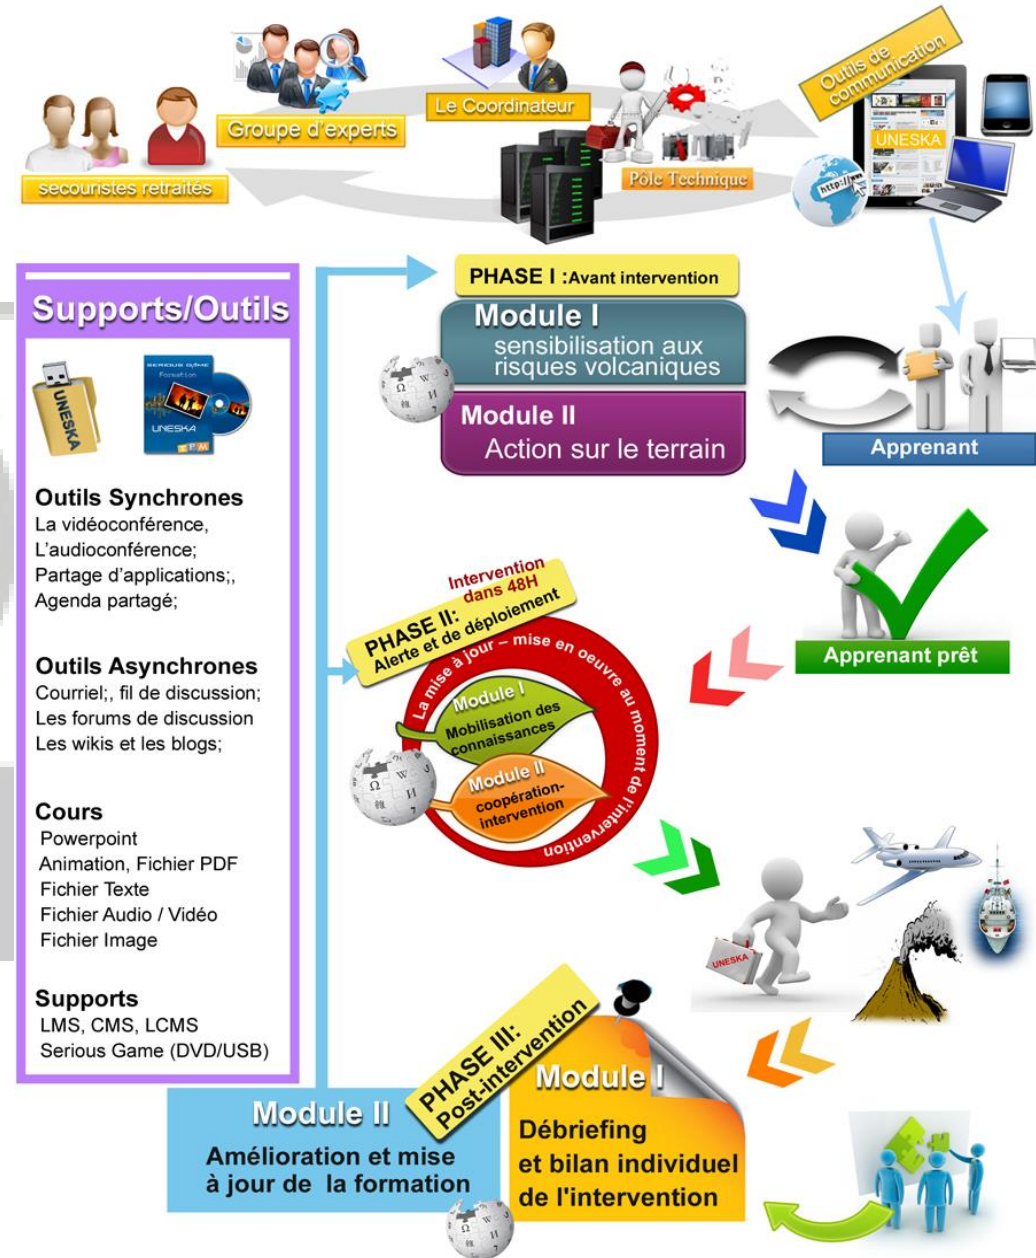 secouristes retraités
Groupe d'experts
Le Coordinateur
Pôle Technique
Outils de
communication
UNESKA
http://www
Supports/Outils
UNESKA
SERIOUS GAME
Formation
UNESKA
Outils Synchrones
La vidéoconférence,
L'audioconférence;
Partage d'applications;,
Agenda partagé;
Outils Asynchrones
Courriel;, fil de discussion;
Les forums de discussion
Les wikis et les blogs;
Cours
Powerpoint
Animation, Fichier PDF
Fichier Texte
Fichier Audio / Vidéo
Fichier Image
Supports
LMS, CMS, LCMS
Serious Game (DVD/USB)
PHASE I :Avant intervention
Module I
sensibilisation aux
risques volcaniques
Module II
Action sur le terrain
Apprenant
Apprenant prêt
Intervention
dans 48H
PHASE II:
Alerte et de déploiement
La mise à jour – mise en oeuvre au moment de l'intervention
Module I
Mobilisation des
connaissances
Module II
coopération-
intervention
UNESKA
PHASE III:
Post-intervention
Module I
Débriefing
et bilan individuel
de l'intervention
Module II
Amélioration et mise
à jour de la formation